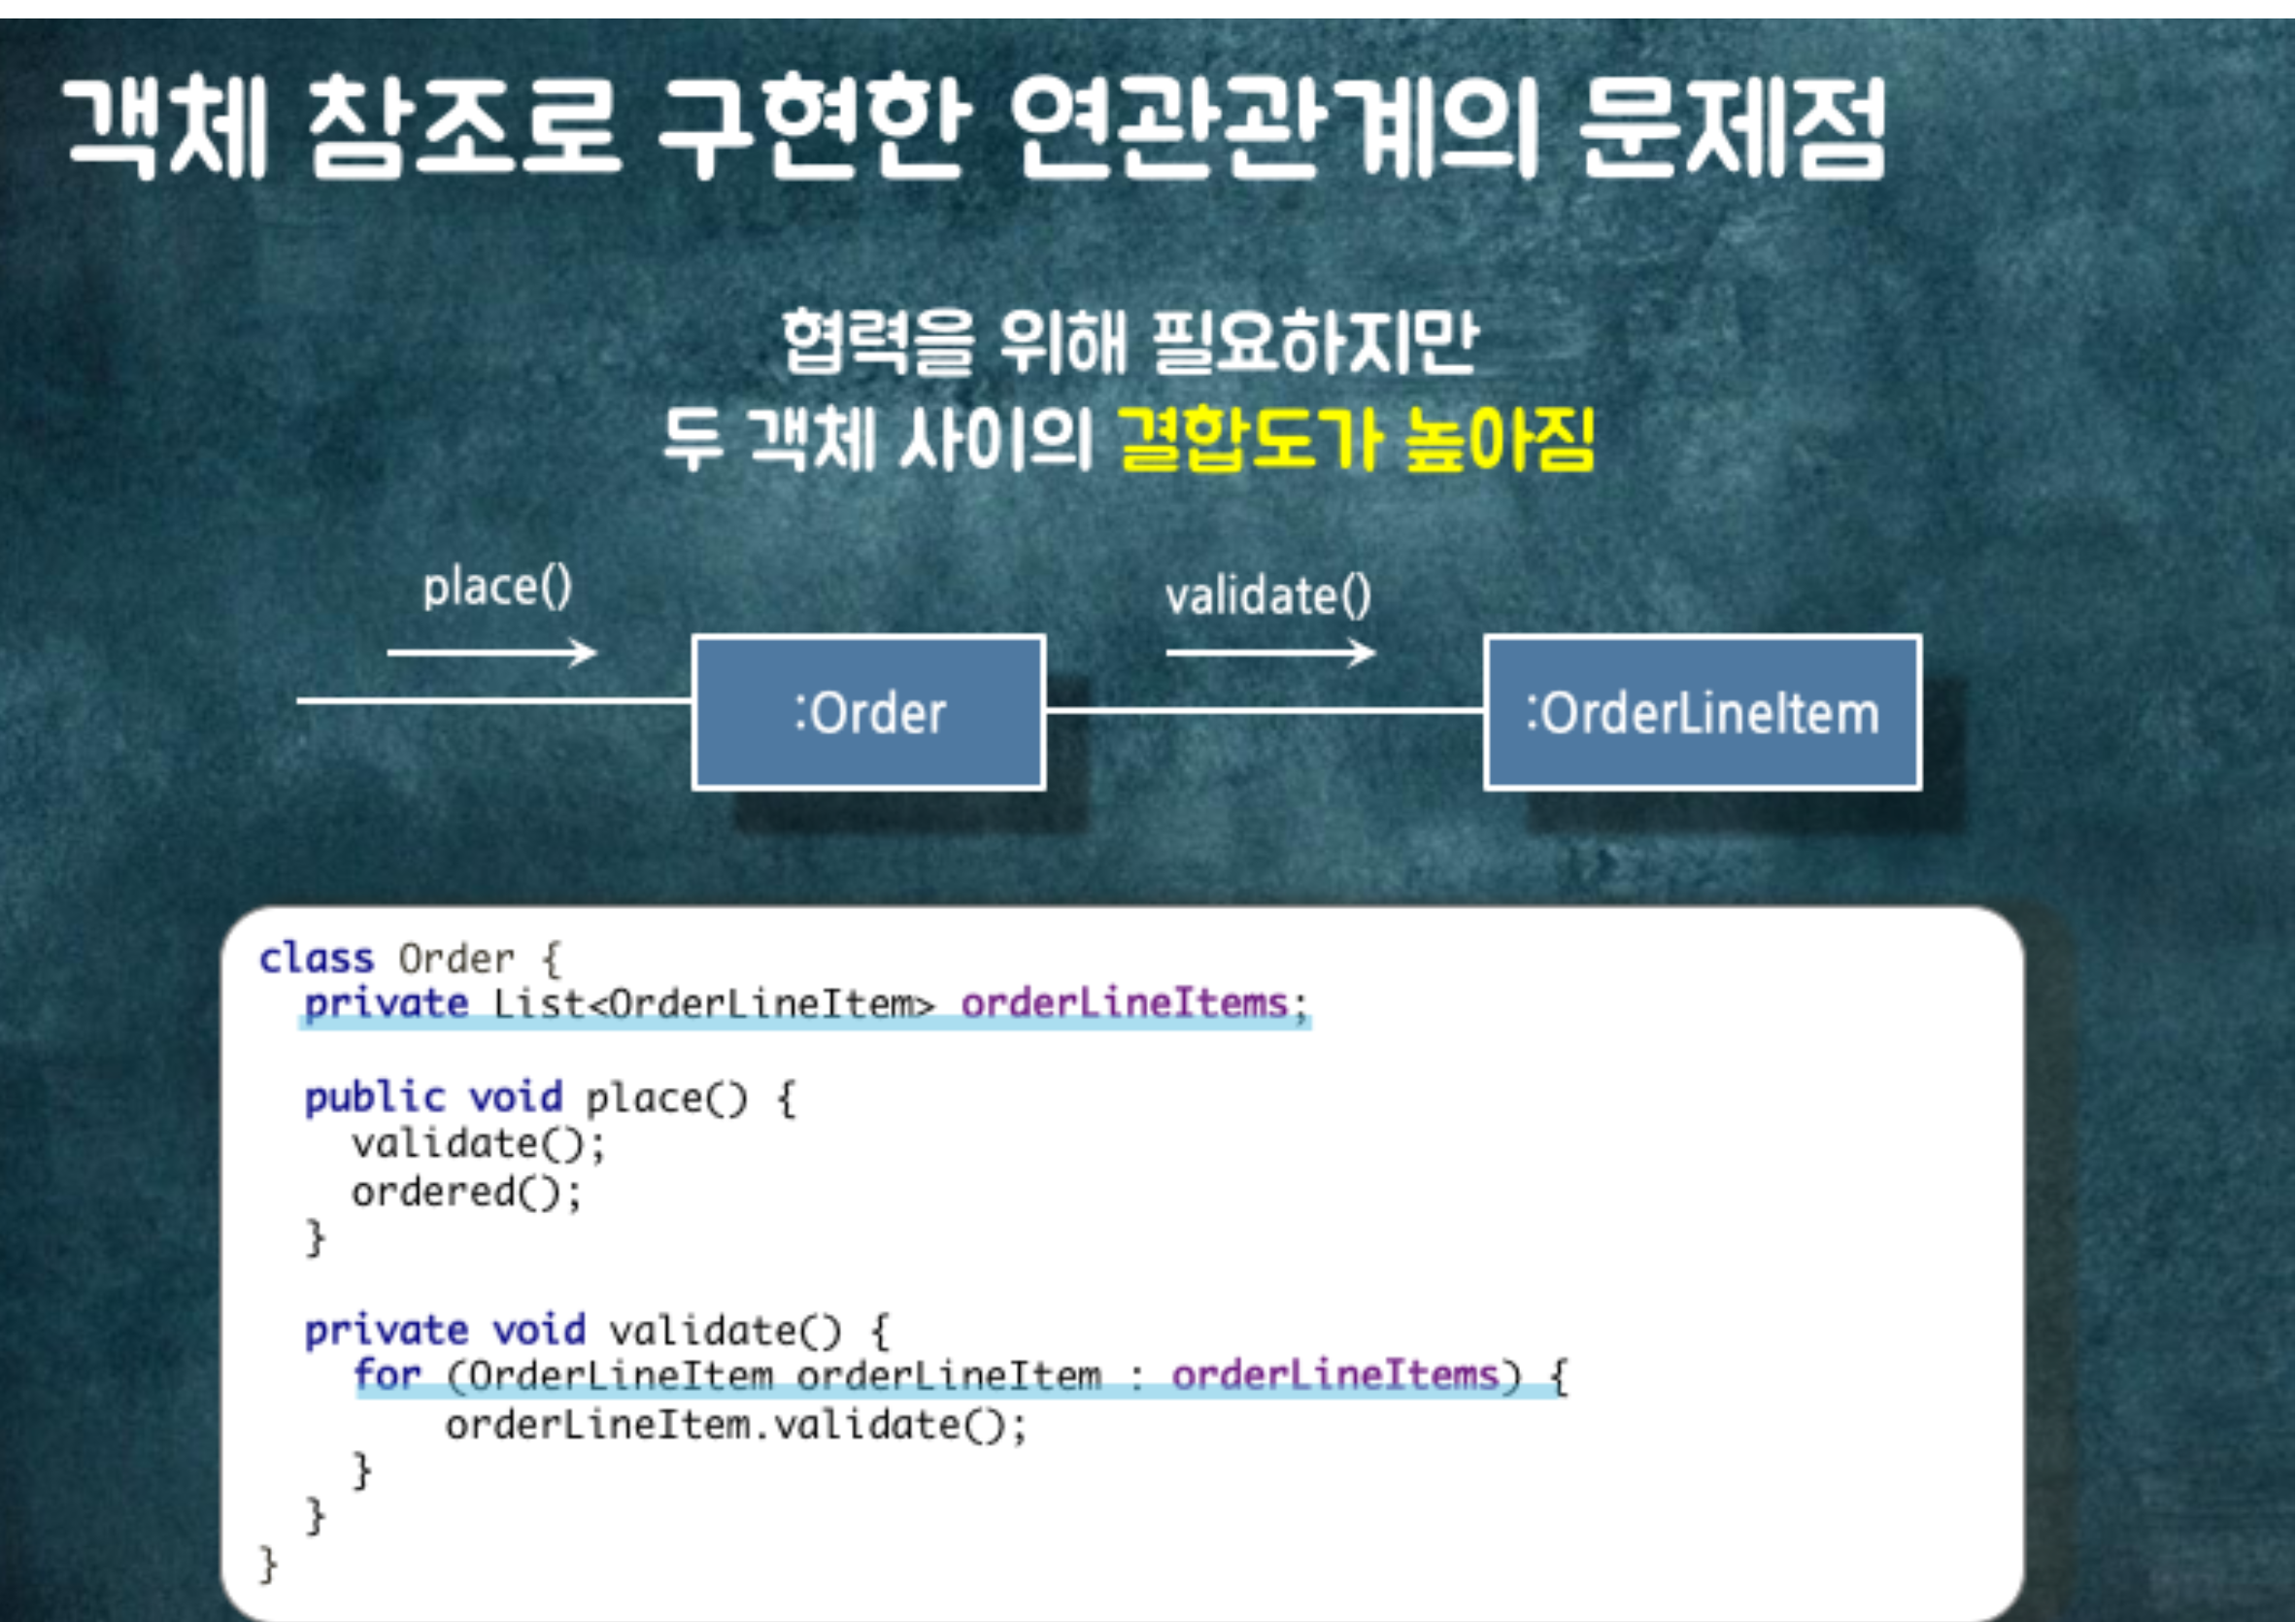 객체 참조로 구현한 연관관계의 문제점
협력을 위해 필요하지만
두 객체 사이의 결합도가 높아짐
place()
validate()
:Order
:OrderLineItem
class Order {
  private List<OrderLineItem> orderLineItems;

  public void place() {
    validate();
    ordered();
  }

  private void validate() {
    for (OrderLineItem orderLineItem : orderLineItems) {
        orderLineItem.validate();
    }
  }
}